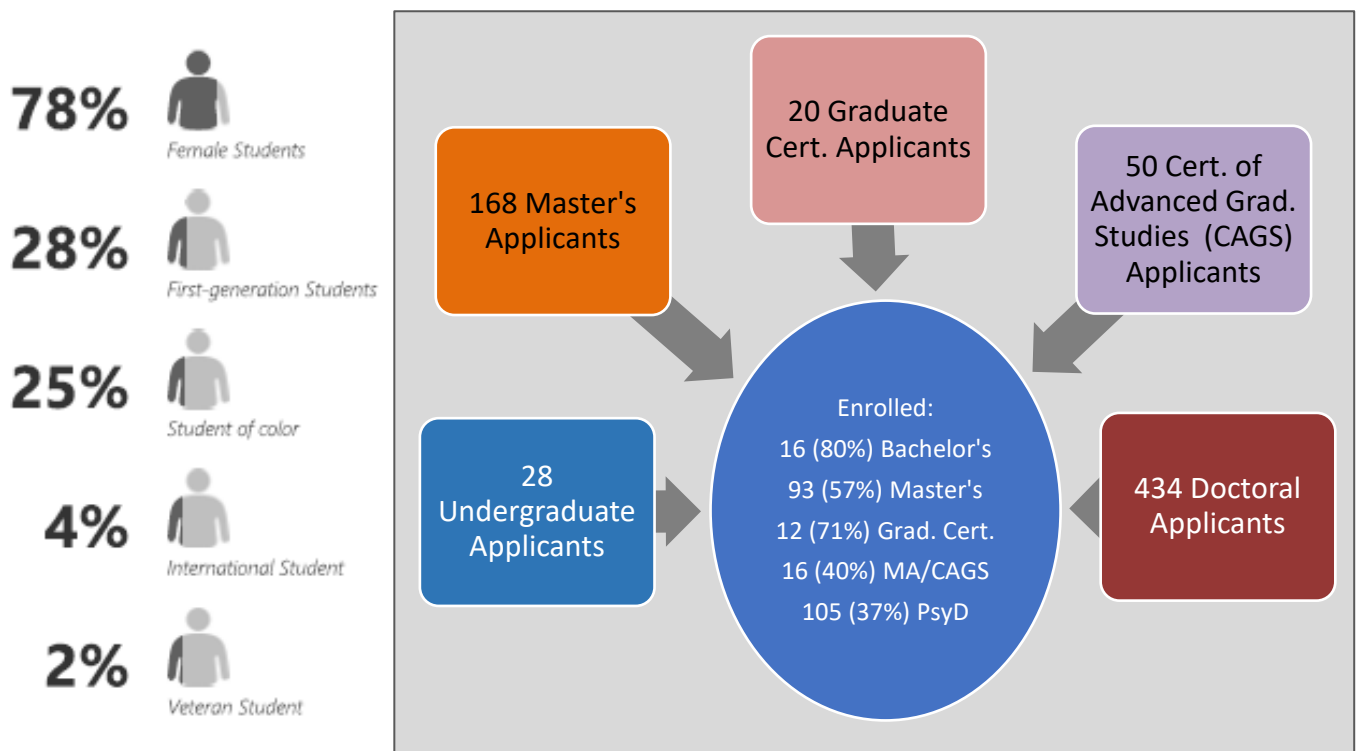 78%
Female Students
28%
First-generation Students
25%
Student of color
4%
International Student
2%
Veteran Student
20 Graduate
Cert. Applicants
168 Master's
Applicants
50 Cert. of
Advanced Grad.
Studies (CAGS)
Applicants
28
Undergraduate
Applicants
Enrolled:
16 (80%) Bachelor's
93 (57%) Master's
12 (71%) Grad. Cert.
16 (40%) MA/CAGS
105 (37%) PsyD
434 Doctoral
Applicants